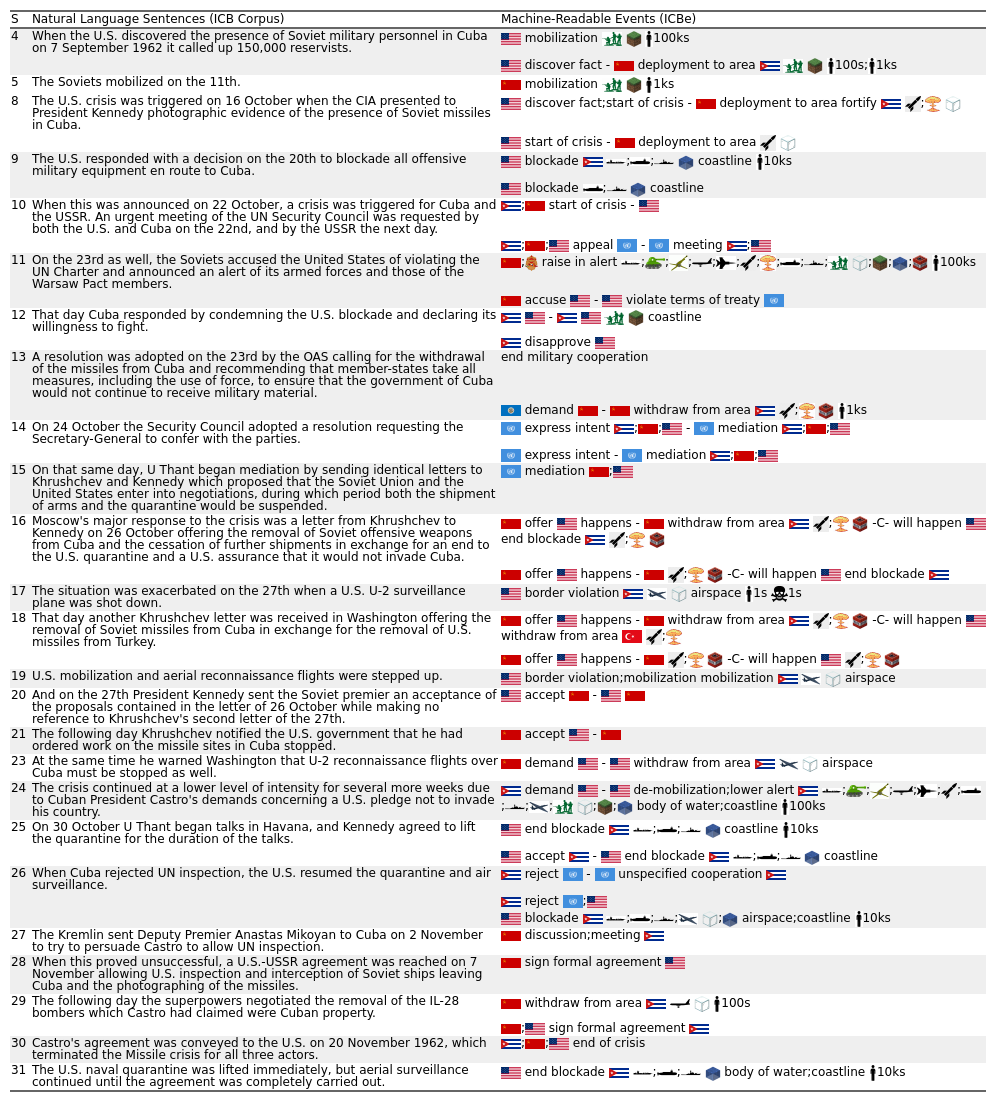 S Natural Language Sentences (ICB Corpus) Machine-Readable Events (ICBe)
4 When the U.S. discovered the presence of Soviet military personnel in Cuba
on 7 September 1962 it called up 150,000 reservists.
mobilization 100ks
discover fact - deployment to area 100s; 1ks
5 The Soviets mobilized on the 11th.
mobilization 1ks
8 The U.S. crisis was triggered on 16 October when the CIA presented to
President Kennedy photographic evidence of the presence of Soviet missiles
in Cuba.
discover fact;start of crisis - deployment to area fortify ;
start of crisis - deployment to area
9 The U.S. responded with a decision on the 20th to blockade all offensive
military equipment en route to Cuba.
blockade ; ; coastline 10ks
blockade ; coastline
10 When this was announced on 22 October, a crisis was triggered for Cuba and
the USSR. An urgent meeting of the UN Security Council was requested by
both the U.S. and Cuba on the 22nd, and by the USSR the next day.
; start of crisis -
; ; appeal - meeting ;
11 On the 23rd as well, the Soviets accused the United States of violating the
UN Charter and announced an alert of its armed forces and those of the
Warsaw Pact members.
; raise in alert ; ; ; ; ; ; ; ; ; ; ; ; ; 100ks
accuse - violate terms of treaty
12 That day Cuba responded by condemning the U.S. blockade and declaring its
willingness to fight.
- coastline
disapprove
13 A resolution was adopted on the 23rd by the OAS calling for the withdrawal
of the missiles from Cuba and recommending that member-states take all
measures, including the use of force, to ensure that the government of Cuba
would not continue to receive military material.
end military cooperation
demand - withdraw from area ; 1ks
14 On 24 October the Security Council adopted a resolution requesting the
Secretary-General to confer with the parties.
express intent ; ; - mediation ; ;
express intent - mediation ; ;
15 On that same day, U Thant began mediation by sending identical letters to
Khrushchev and Kennedy which proposed that the Soviet Union and the
United States enter into negotiations, during which period both the shipment
of arms and the quarantine would be suspended.
mediation ;
16 Moscow's major response to the crisis was a letter from Khrushchev to
Kennedy on 26 October offering the removal of Soviet offensive weapons
from Cuba and the cessation of further shipments in exchange for an end to
the U.S. quarantine and a U.S. assurance that it would not invade Cuba.
offer happens - withdraw from area ; -C- will happen
end blockade ;
offer happens - ; -C- will happen end blockade
17 The situation was exacerbated on the 27th when a U.S. U-2 surveillance
plane was shot down.
border violation airspace 1s 1s
18 That day another Khrushchev letter was received in Washington offering the
removal of Soviet missiles from Cuba in exchange for the removal of U.S.
missiles from Turkey.
offer happens - withdraw from area ; -C- will happen
withdraw from area ;
offer happens - ; -C- will happen ;
19 U.S. mobilization and aerial reconnaissance flights were stepped up.
border violation;mobilization mobilization airspace
20 And on the 27th President Kennedy sent the Soviet premier an acceptance of
the proposals contained in the letter of 26 October while making no
reference to Khrushchev's second letter of the 27th.
accept -
21 The following day Khrushchev notified the U.S. government that he had
ordered work on the missile sites in Cuba stopped.
accept -
23 At the same time he warned Washington that U-2 reconnaissance flights over
Cuba must be stopped as well.
demand - withdraw from area airspace
24 The crisis continued at a lower level of intensity for several more weeks due
to Cuban President Castro's demands concerning a U.S. pledge not to invade
his country.
demand - de-mobilization;lower alert ; ; ; ; ; ;
; ; ; ; ; body of water;coastline 100ks
25 On 30 October U Thant began talks in Havana, and Kennedy agreed to lift
the quarantine for the duration of the talks.
end blockade ; ; coastline 10ks
accept - end blockade ; ; coastline
26 When Cuba rejected UN inspection, the U.S. resumed the quarantine and air
surveillance.
reject - unspecified cooperation
reject ;
blockade ; ; ; ; airspace;coastline 10ks
27 The Kremlin sent Deputy Premier Anastas Mikoyan to Cuba on 2 November
to try to persuade Castro to allow UN inspection.
discussion;meeting
28 When this proved unsuccessful, a U.S.-USSR agreement was reached on 7
November allowing U.S. inspection and interception of Soviet ships leaving
Cuba and the photographing of the missiles.
sign formal agreement
29 The following day the superpowers negotiated the removal of the IL-28
bombers which Castro had claimed were Cuban property.
withdraw from area 100s
; sign formal agreement
30 Castro's agreement was conveyed to the U.S. on 20 November 1962, which
terminated the Missile crisis for all three actors.
; ; end of crisis
31 The U.S. naval quarantine was lifted immediately, but aerial surveillance
continued until the agreement was completely carried out.
end blockade ; ; body of water;coastline 10ks